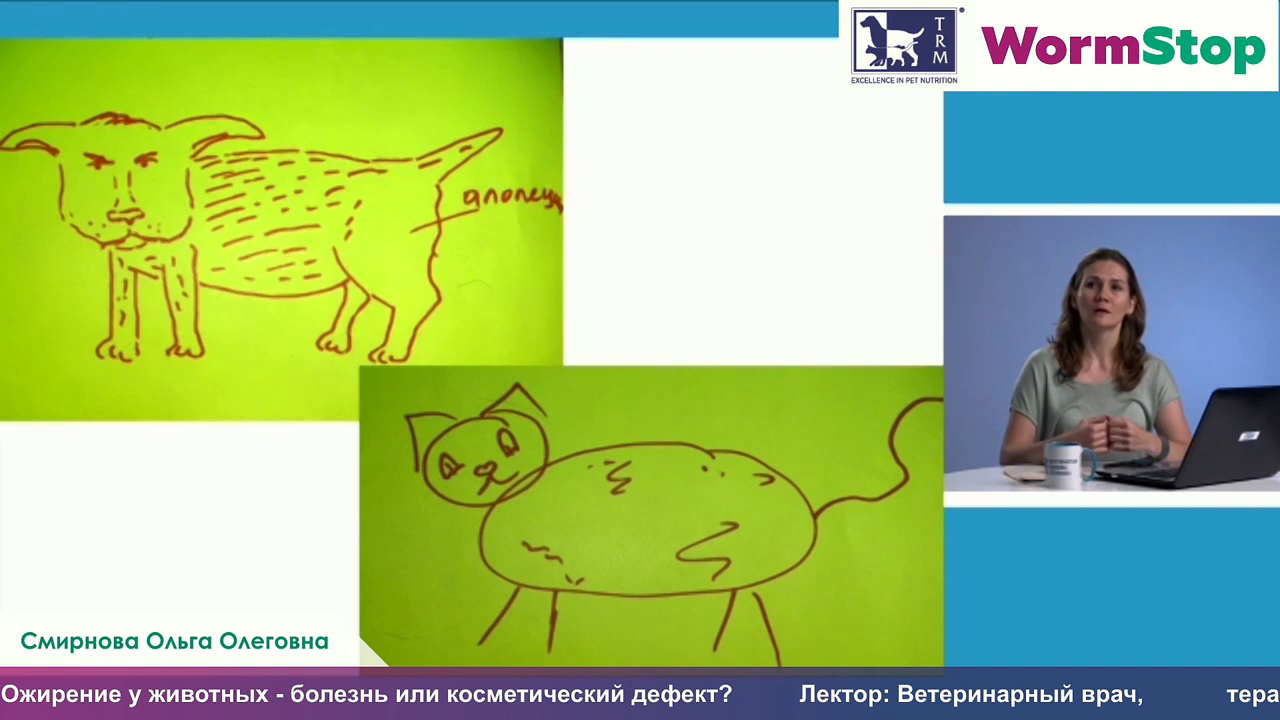 TRM
EXCELLENCE IN PET NUTRITION
WormStop
Смирнова Ольга Олеговна
Ожирение у животных - болезнь или косметический дефект? Лектор: Ветеринарный врач, тера